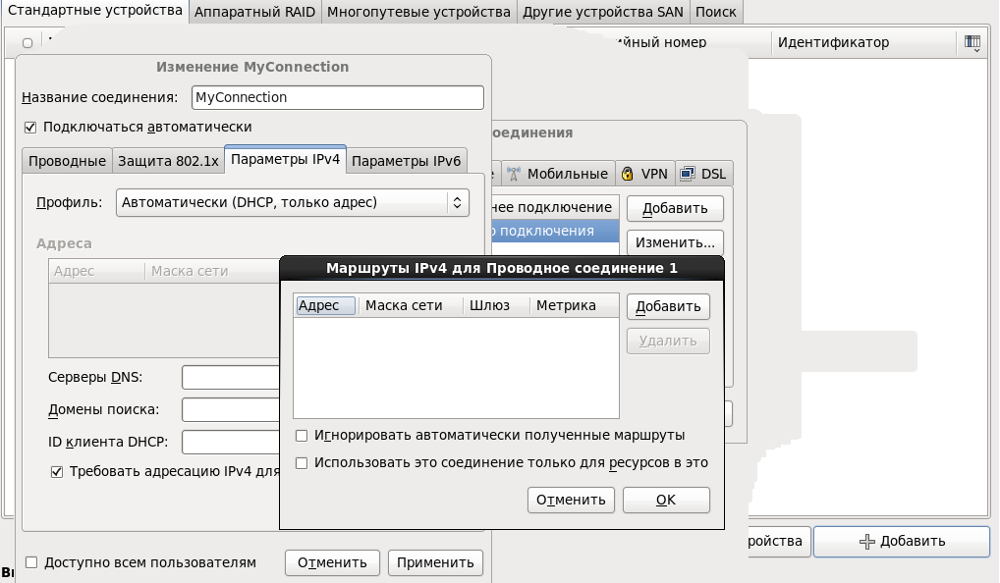 Стандартные устройства Аппаратный RAID Многопутевые устройства Другие устройства SAN Поиск
номер Идентификатор
Изменение MyConnection
Название соединения: MyConnection
Подключаться автоматически
Проводные Защита 802.1x Параметры IPv4 Параметры IPv6
Профиль: Автоматически (DHCP, только адрес)
Адреса
Адрес Маска сети
Серверы DNS:
Домены поиска:
ID клиента DHCP:
Требовать адресацию IPv4 для
Доступно всем пользователям Отменить Применить
оединения
Мобильные VPN DSL
нее подключение Добавить
подключения Изменить...
Маршруты IPv4 для Проводное соединение 1
Адрес Маска сети Шлюз Метрика Добавить
Удалить
Игнорировать автоматически полученные маршруты
Использовать это соединение только для ресурсов в это
Отменить OK
ройства Добавить